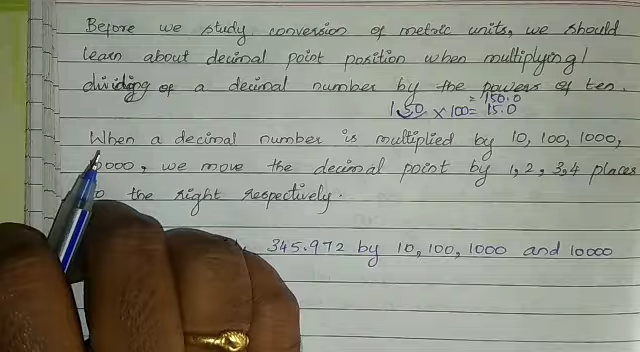 Before we study conversion of metric units, we should
learn about decimal point position when multiplying /
dividing of a decimal number by the powers of ten.
= 150.0
1.50 × 100 = 15.0
When a decimal number is multiplied by 10, 100, 1000,
0000, we move the decimal point by 1, 2, 3, 4 places
to the right respectively.
345.972 by 10, 100, 1000 and 10000